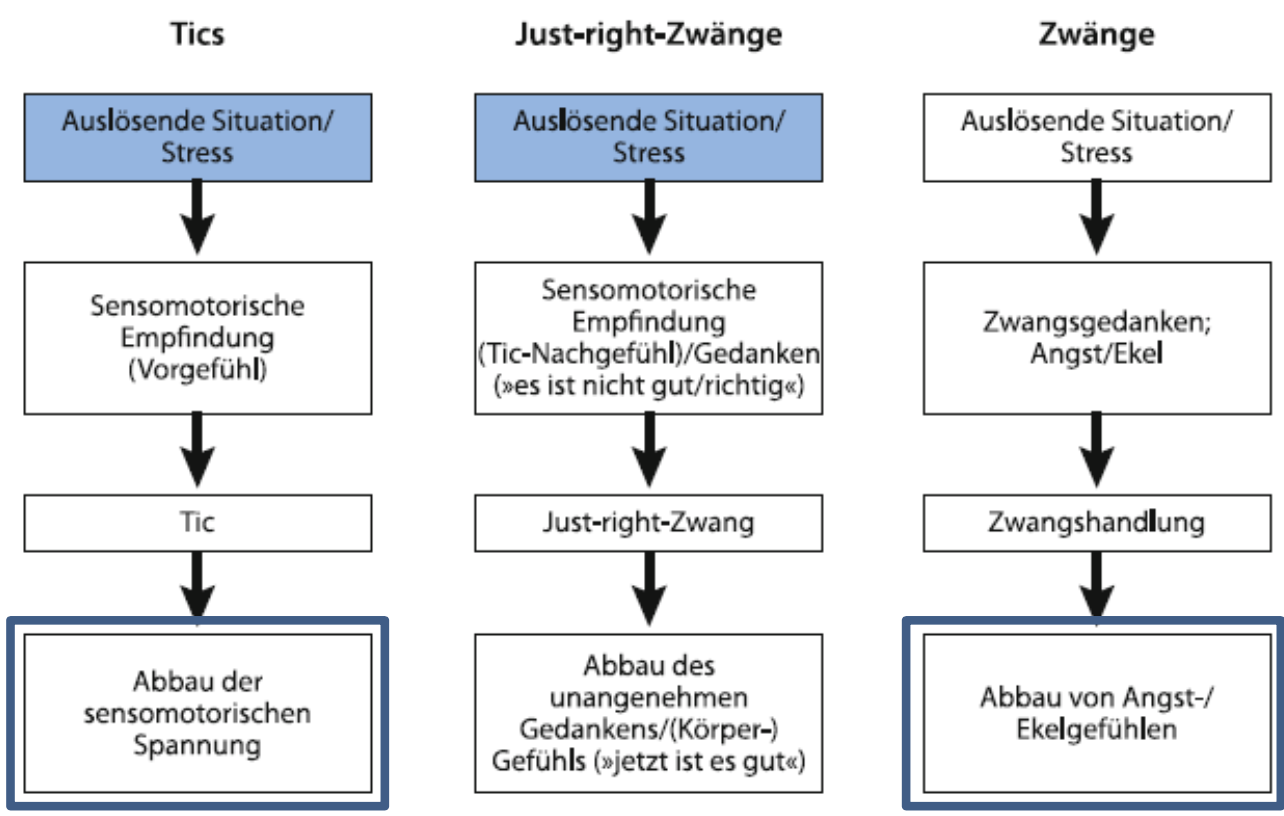 Tics
Auslösende Situation/
Stress
Sensomotorische
Empfindung
(Vorgefühl)
Tic
Abbau der
sensomotorischen
Spannung
Just-right-Zwänge
Auslösende Situation/
Stress
Sensomotorische
Empfindung
(Tic-Nachgefühl)/Gedanken
(»es ist nicht gut/richtig«)
Just-right-Zwang
Abbau des
unangenehmen
Gedankens/(Körper-)
Gefühls (»jetzt ist es gut«)
Zwänge
Auslösende Situation/
Stress
Zwangsgedanken;
Angst/Ekel
Zwangshandlung
Abbau von Angst-/
Ekelgefühlen